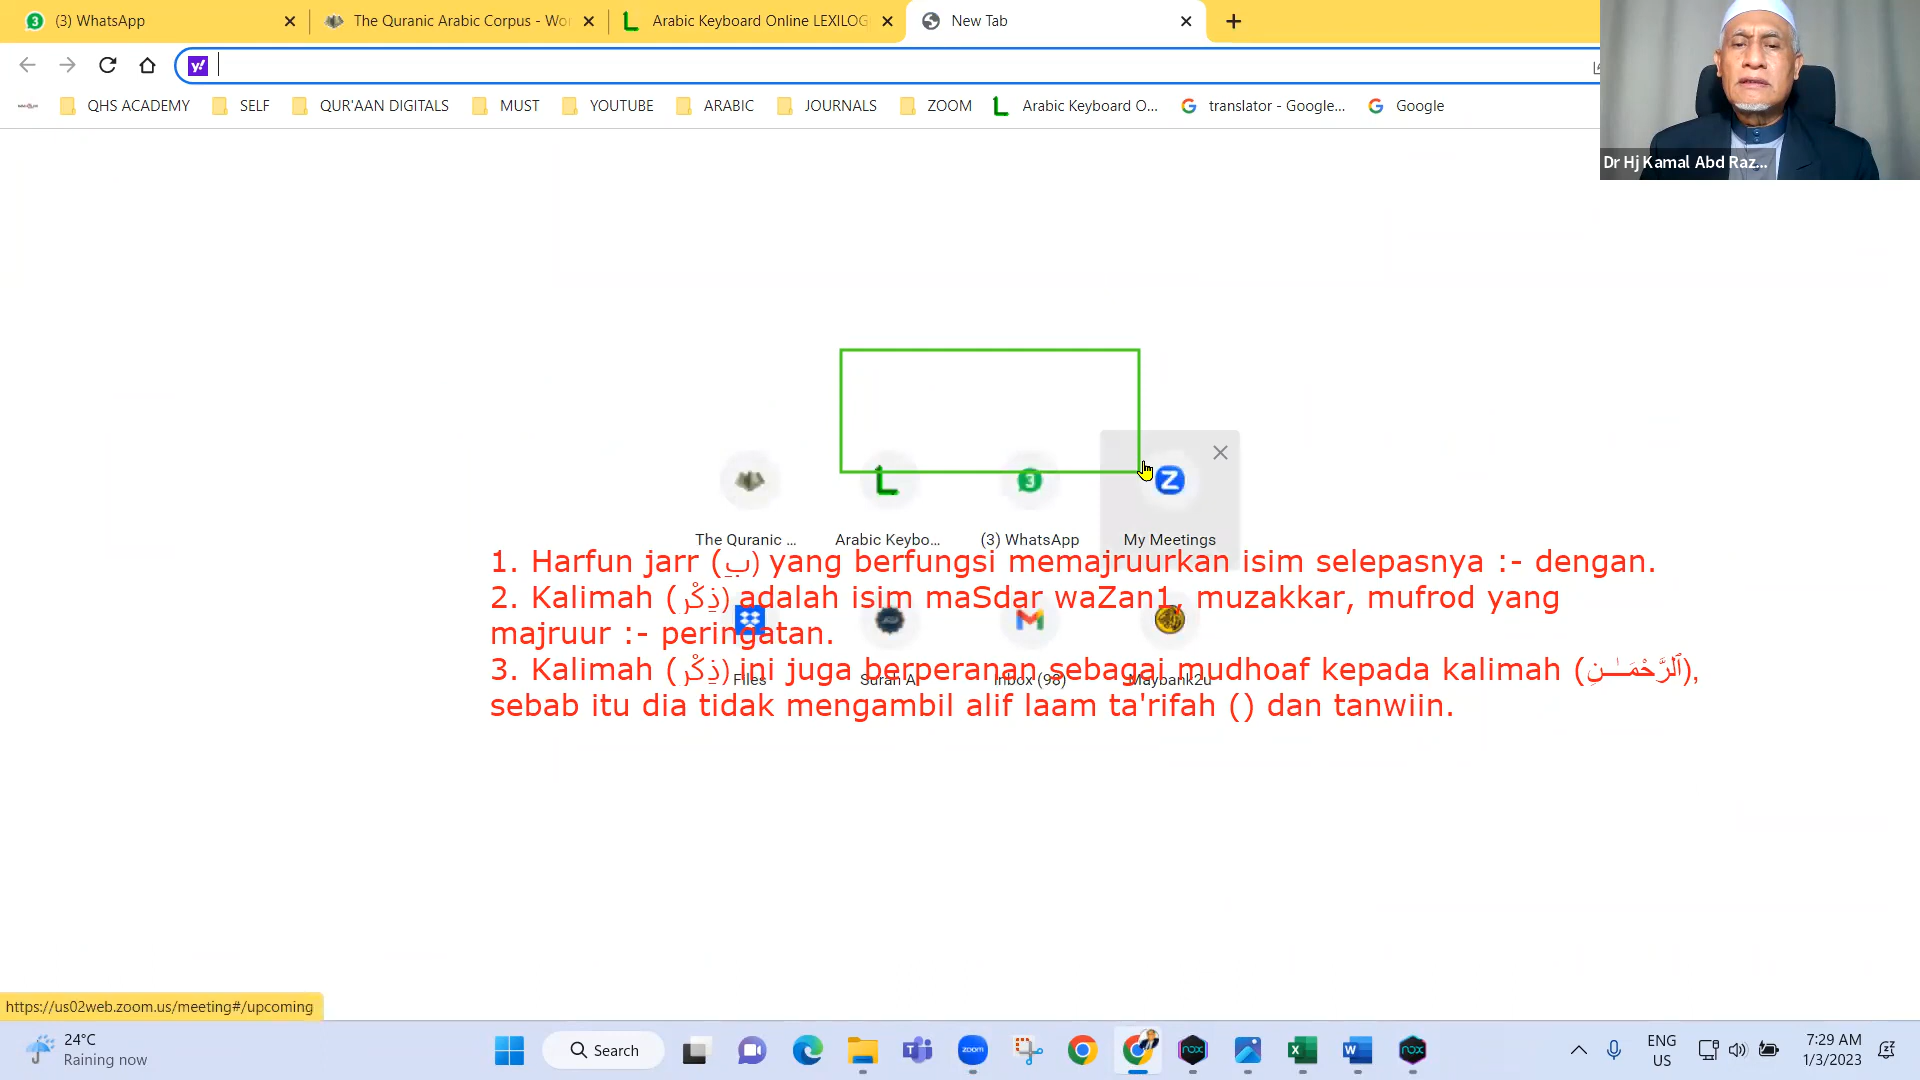 (3) WhatsApp
The Quranic Arabic Corpus - Wor
Arabic Keyboard Online LEXILOG
New Tab
QHS ACADEMY
SELF
QUR'AAN DIGITALS
MUST
YOUTUBE
ARABIC
JOURNALS
ZOOM
Arabic Keyboard O...
translator - Google...
Google
Dr Hj Kamal Abd Raz...
The Quranic ...
Arabic Keybo...
(3) WhatsApp
My Meetings
1. Harfun jarr (بِ) yang berfungsi memajruurkan isim selepasnya :- dengan.
2. Kalimah (ذِكْر) adalah isim maSdar waZan1, muzakkar, mufrod yang
majruur :- peringatan.
3. Kalimah (ذِكْر) ini juga berperanan sebagai mudhoaf kepada kalimah (ٱلرَّحْمَـٰنِ),
Files
Surah A
Inbox (98)
Maybank2u
sebab itu dia tidak mengambil alif laam ta'rifah () dan tanwiin.
https://us02web.zoom.us/meeting#/upcoming
24°C
Raining now
Search
ENG
US
7:29 AM
1/3/2023